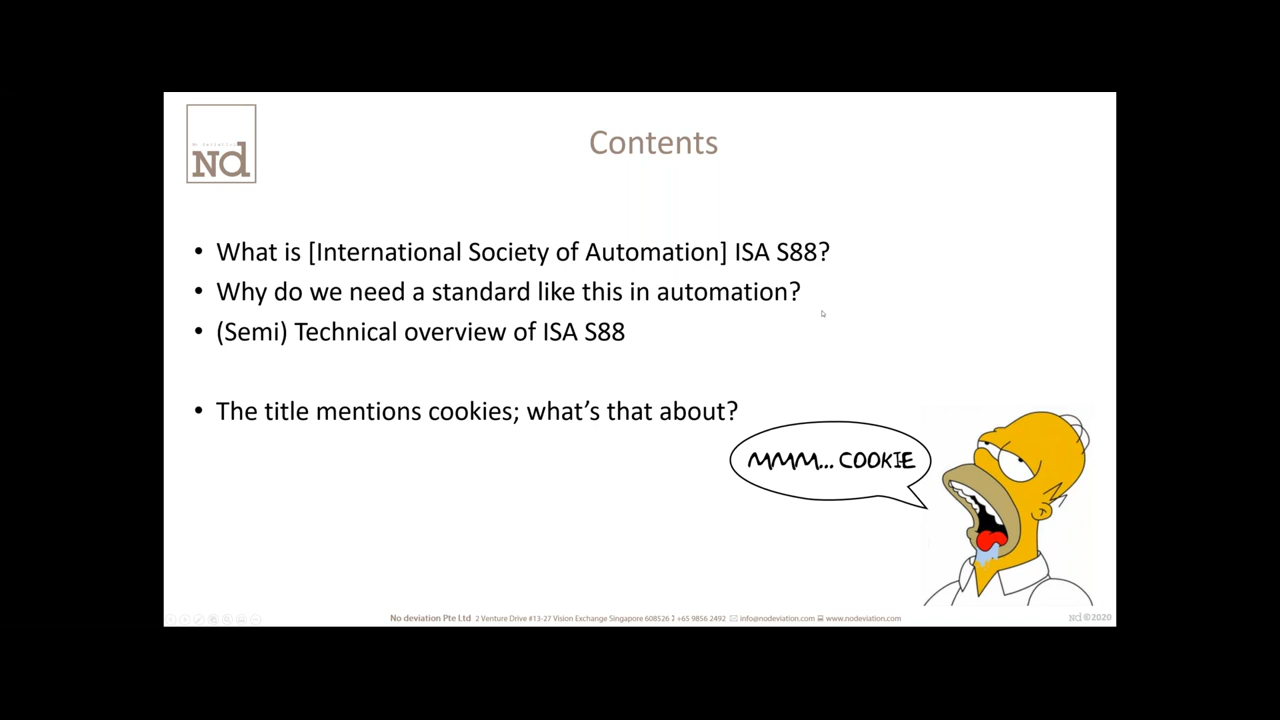 Nd
Contents
• What is [International Society of Automation] ISA S88?
• Why do we need a standard like this in automation?
• (Semi) Technical overview of ISA S88
• The title mentions cookies; what’s that about?
MMM... COOKIE
No deviation Pte Ltd 2 Venture Drive #13-27 Vision Exchange Singapore 608526 +65 9856 2492 info@nodeviation.com www.nodeviation.com
Nd ©2020